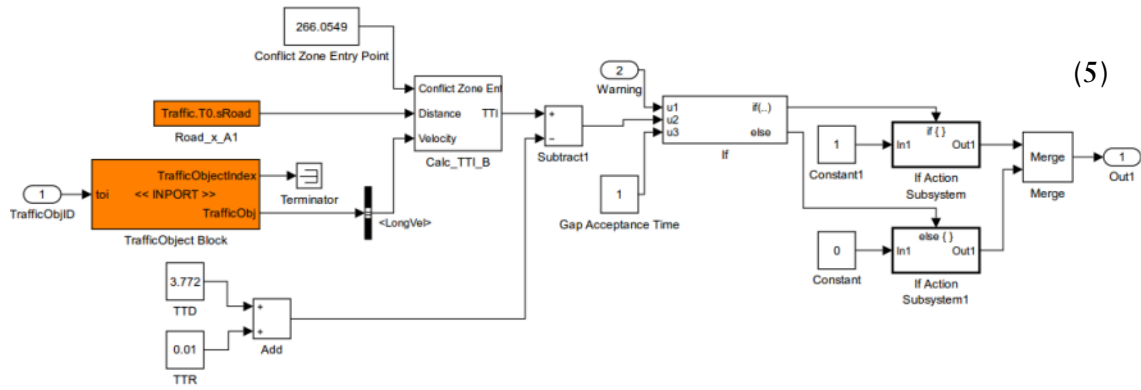 266.0549
Conflict Zone Entry Point
Traffic.T0.sRoad
Road_x_A1
TrafficObjectIndex
toi
<< INPORT >>
TrafficObj
TrafficObject Block
1
TrafficObjID
Terminator
<LongVel>
Conflict Zone Ent
Distance
TTI
Velocity
Calc_TTI_B
+
−
Subtract1
3.772
TTD
0.01
TTR
+
+
Add
2
Warning
u1
if(..)
u2
u3
else
If
1
Gap Acceptance Time
1
Constant1
if { }
In1
Out1
If Action
Subsystem
0
Constant
else { }
In1
Out1
If Action
Subsystem1
Merge
Merge
1
Out1
(5)